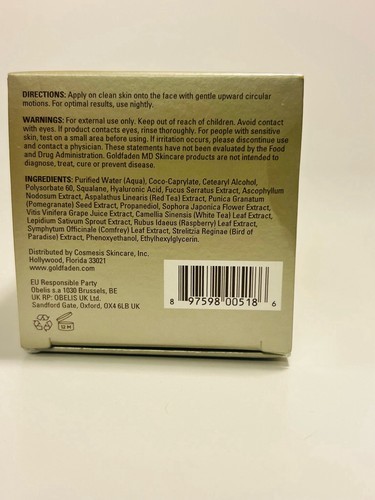 DIRECTIONS: Apply on clean skin onto the face with gentle upward circular
motions. For optimal results, use nightly.
WARNINGS: For external use only. Keep out of reach of children. Avoid contact
with eyes. If product contacts eyes, rinse thoroughly. For people with sensitive
skin, test on a small area before using. If irritation occurs, please discontinue use
and contact a physician. These statements have not been evaluated by the Food
and Drug Administration. Goldfaden MD Skincare products are not intended to
diagnose, treat, cure or prevent disease.
INGREDIENTS: Purified Water (Aqua), Coco-Caprylate, Cetearyl Alcohol,
Polysorbate 60, Squalane, Hyaluronic Acid, Fucus Serratus Extract, Ascophyllum
Nodosum Extract, Aspalathus Linearis (Red Tea) Extract, Punica Granatum
(Pomegranate) Seed Extract, Propanediol, Sophora Japonica Flower Extract,
Vitis Vinifera Grape Juice Extract, Camellia Sinensis (White Tea) Leaf Extract,
Lepidium Sativum Sprout Extract, Rubus Idaeus (Raspberry) Leaf Extract,
Symphytum Officinale (Comfrey) Leaf Extract, Strelitzia Reginae (Bird of
Paradise) Extract, Phenoxyethanol, Ethylhexylglycerin.
Distributed by Cosmesis Skincare, Inc.
Hollywood, Florida 33021
www.goldfaden.com
EU Responsible Party
Obelis s.a 1030 Brussels, BE
UK RP: OBELIS UK Ltd.
Sandford Gate, Oxford, OX4 6LB UK
12 M
8 97598 00518 6